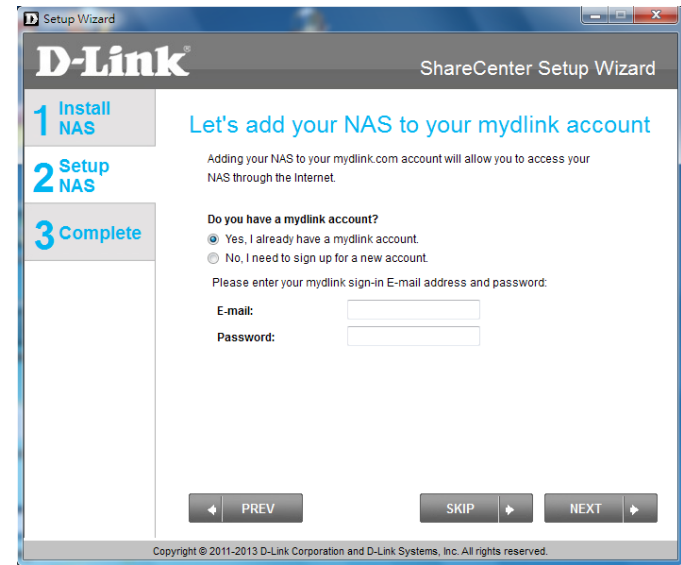 Setup Wizard
D-Link®
ShareCenter Setup Wizard
1 Install NAS
2 Setup NAS
3 Complete
Let's add your NAS to your mydlink account
Adding your NAS to your mydlink.com account will allow you to access your
NAS through the Internet.
Do you have a mydlink account?
Yes, I already have a mydlink account.
No, I need to sign up for a new account.
Please enter your mydlink sign-in E-mail address and password:
E-mail:
Password:
PREV
SKIP
NEXT
Copyright © 2011-2013 D-Link Corporation and D-Link Systems, Inc. All rights reserved.